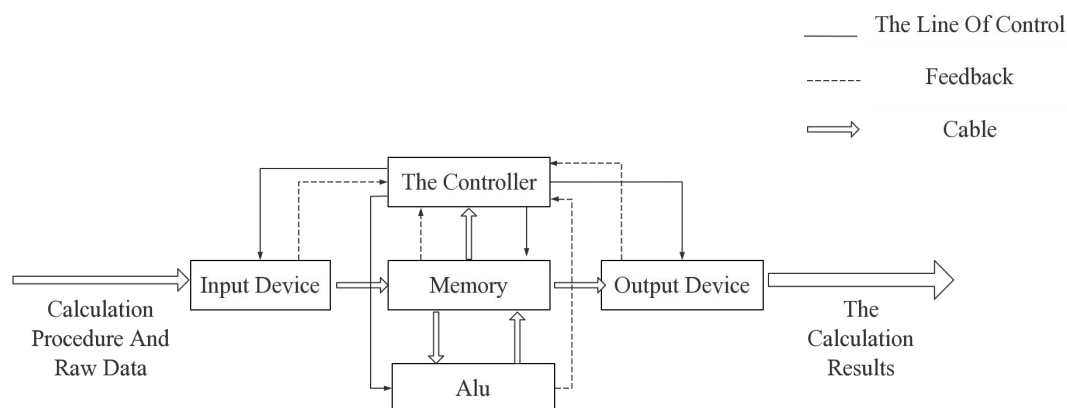 The Line Of Control
Feedback
Cable
The Controller
Input Device
Memory
Output Device
Calculation
Procedure And
Raw Data
The
Calculation
Results
Alu